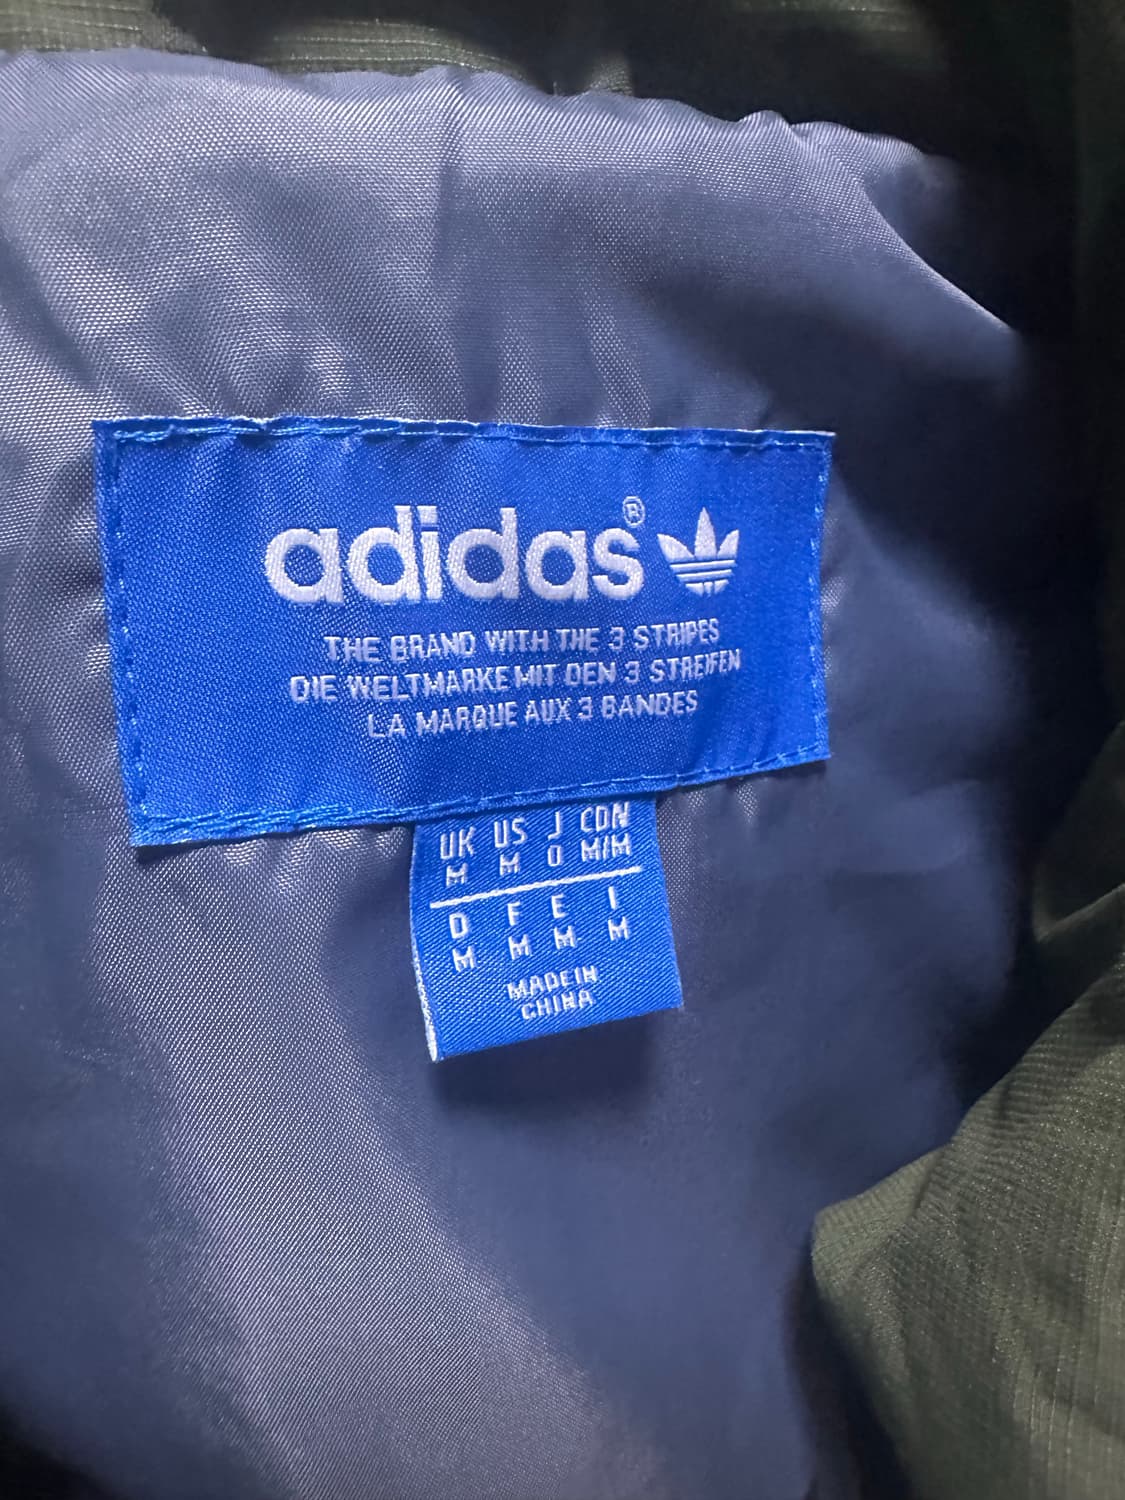 adidas®
THE BRAND WITH THE 3 STRIPES
DIE WELTMARKE MIT DEN 3 STREIFEN
LA MARQUE AUX 3 BANDES
UK US J CDN
M M O M/M
D F E I
M M M M
MADE IN
CHINA